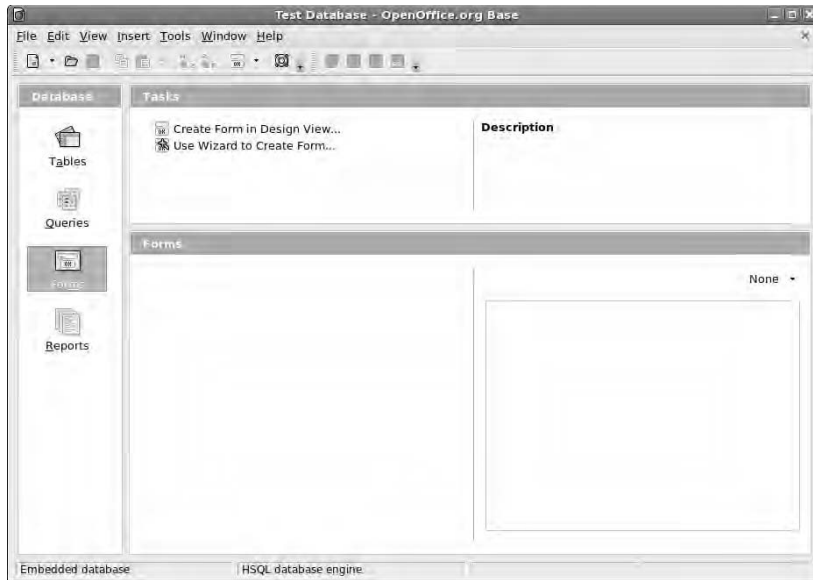 Test Database - OpenOffice.org Base
File Edit View Insert Tools Window Help
Database
Tasks
Tables
Queries
Forms
Reports
Create Form in Design View...
Use Wizard to Create Form...
Description
Forms
None
Embedded database
HSQL database engine